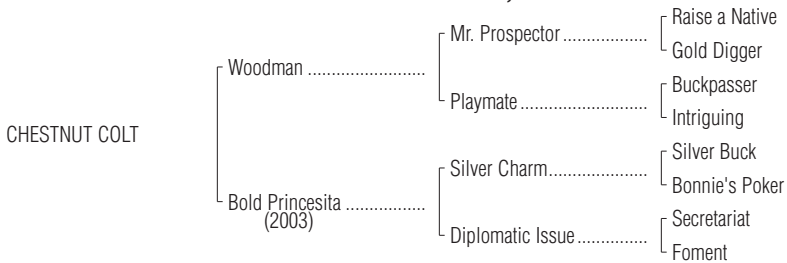 Raise a Native
Mr. Prospector....................
Gold Digger
Woodman .........................
Buckpasser
Playmate...........................
Intriguing
CHESTNUT COLT
Silver Buck
Silver Charm.....................
Bonnie's Poker
Bold Princesita .................
(2003)
Secretariat
Diplomatic Issue...............
Foment